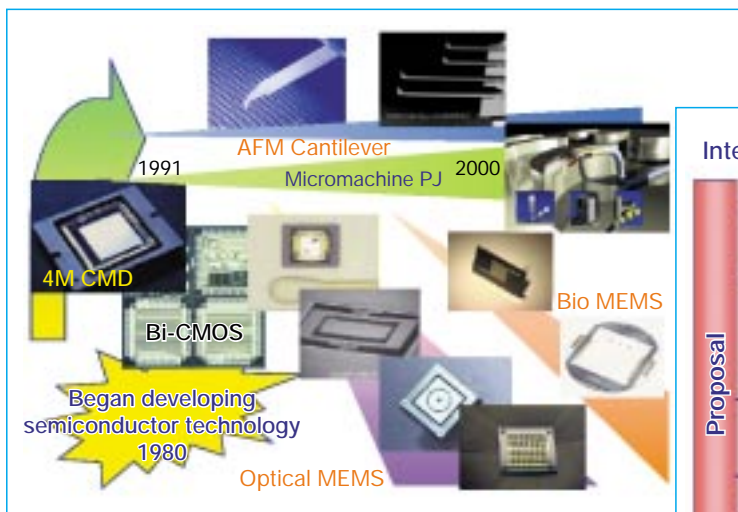 AFM Cantilever
1991
2000
Micromachine PJ
4M CMD
Bi-CMOS
Bio MEMS
Began developing
semiconductor technology
1980
Optical MEMS
Proposal